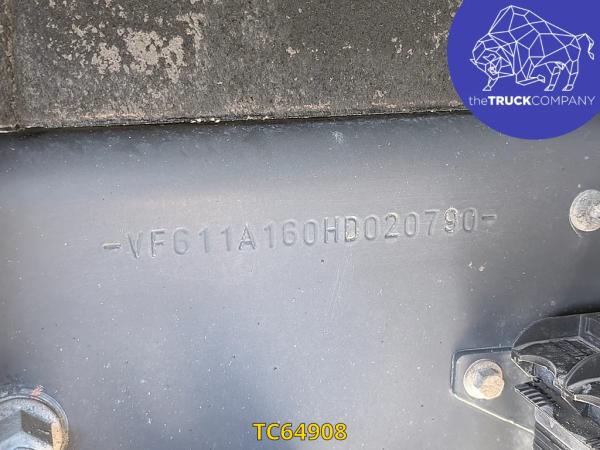 theTRUCKCOMPANY
-VF611A160HD020790-
TC64908